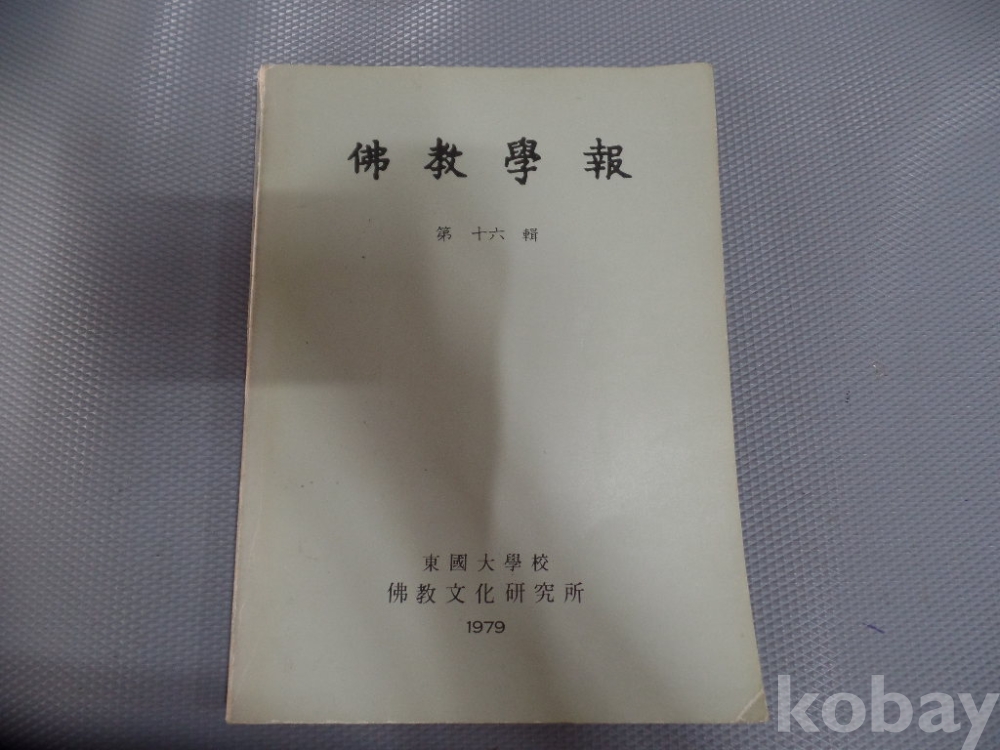 佛教學報
第 十六 輯
東國大學校
佛教文化硏究所
1979
kobay